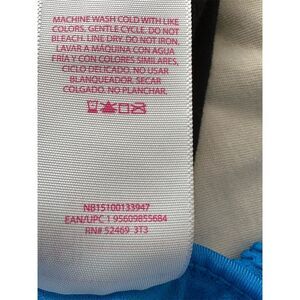 MACHINE WASH COLD WITH LIKE
COLORS. GENTLE CYCLE. DO NOT
BLEACH. LINE DRY. DO NOT IRON.
LAVAR A MÁQUINA CON AGUA
FRÍA Y CON COLORES SIMILARES,
CICLO DELICADO. NO USAR
BLANQUEADOR. SECAR
COLGADO. NO PLANCHAR.
NB15100133947
EAN/UPC 1 95609855684
RN# 52469 3T3